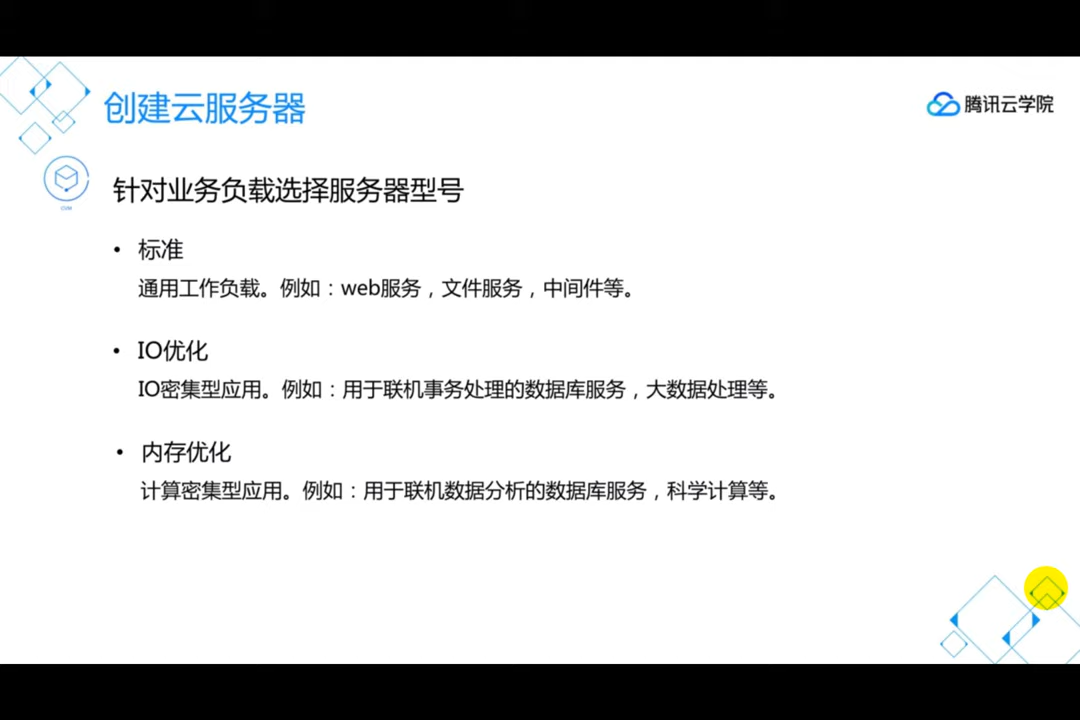 创建云服务器
腾讯云学院
CVM
针对业务负载选择服务器型号
• 标准
通用工作负载。例如：web服务，文件服务，中间件等。
• IO优化
IO密集型应用。例如：用于联机事务处理的数据库服务，大数据处理等。
• 内存优化
计算密集型应用。例如：用于联机数据分析的数据库服务，科学计算等。